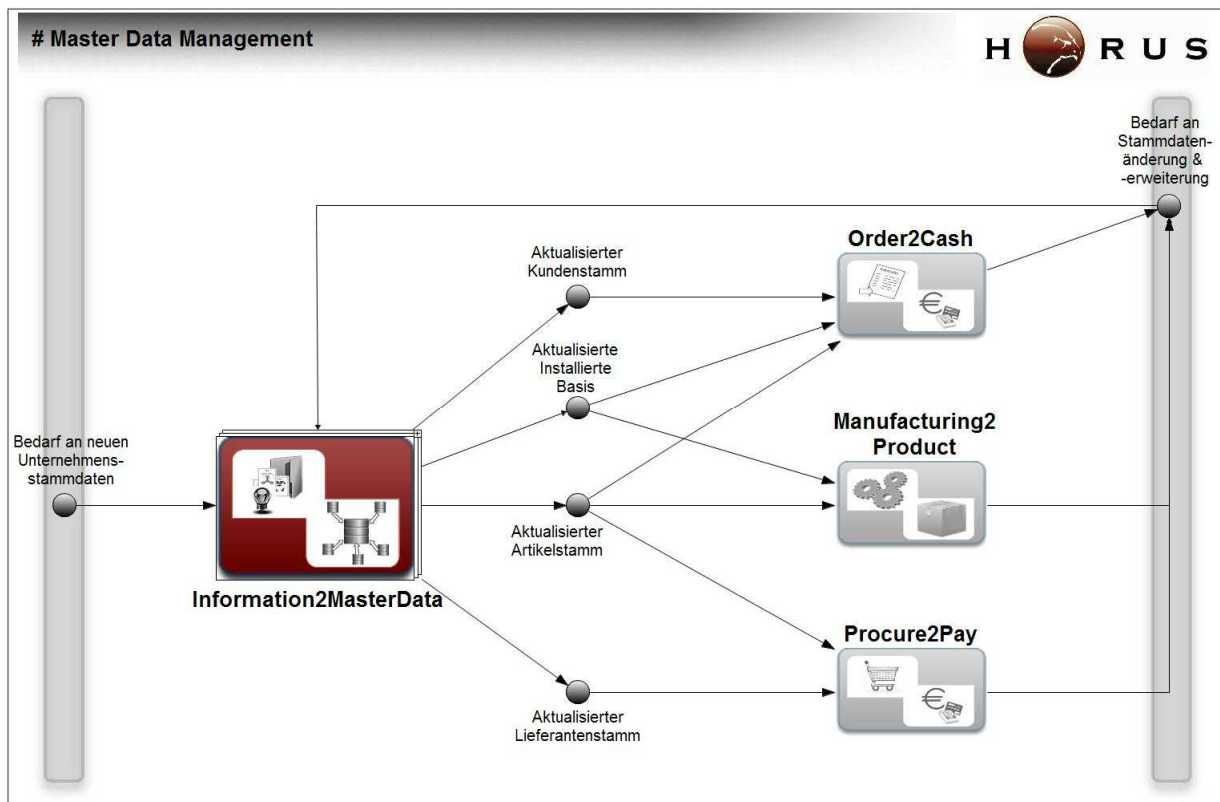 # Master Data Management
H RUS
Bedarf an
Stammdaten-
änderung &
-erweiterung
Order2Cash
Aktualisierter
Kundenstamm
Aktualisierte
Installierte
Basis
Manufacturing2
Product
Bedarf an neuen
Unternehmens-
stammdaten
Aktualisierter
Artikelstamm
Information2MasterData
Procure2Pay
Aktualisierter
Lieferantenstamm